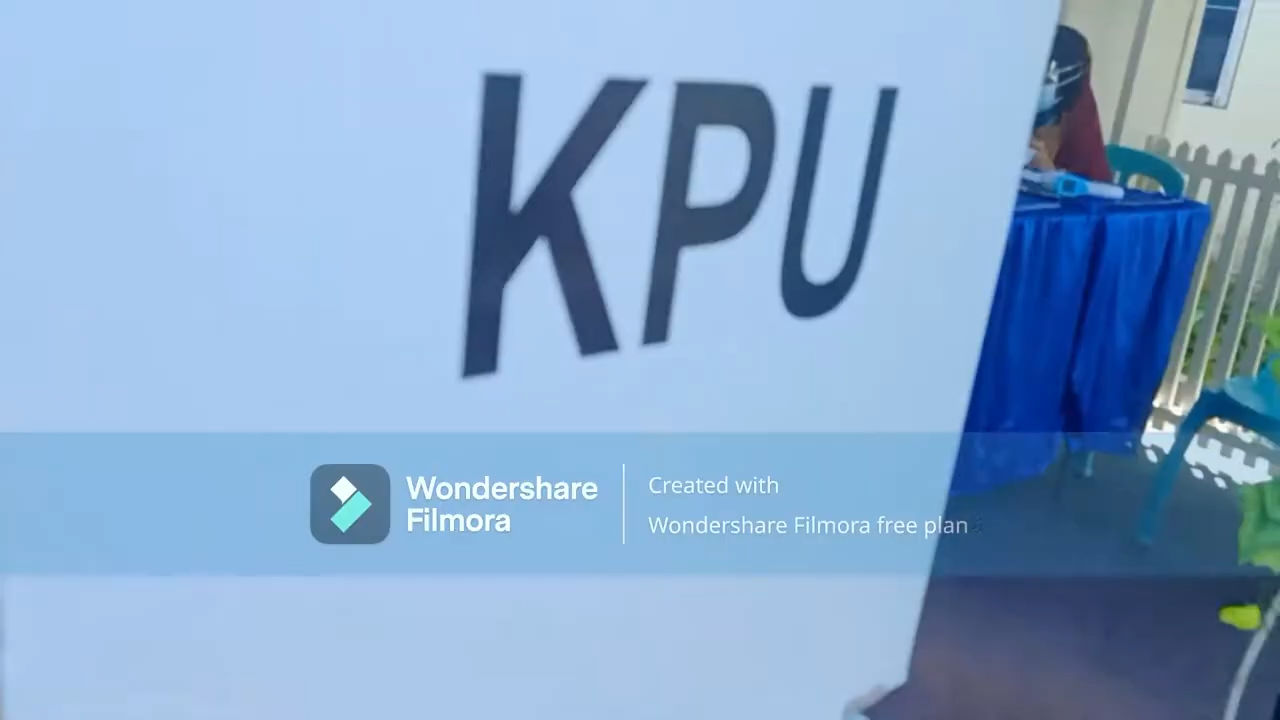 KPU
Wondershare
Filmora
Created with
Wondershare Filmora free plan